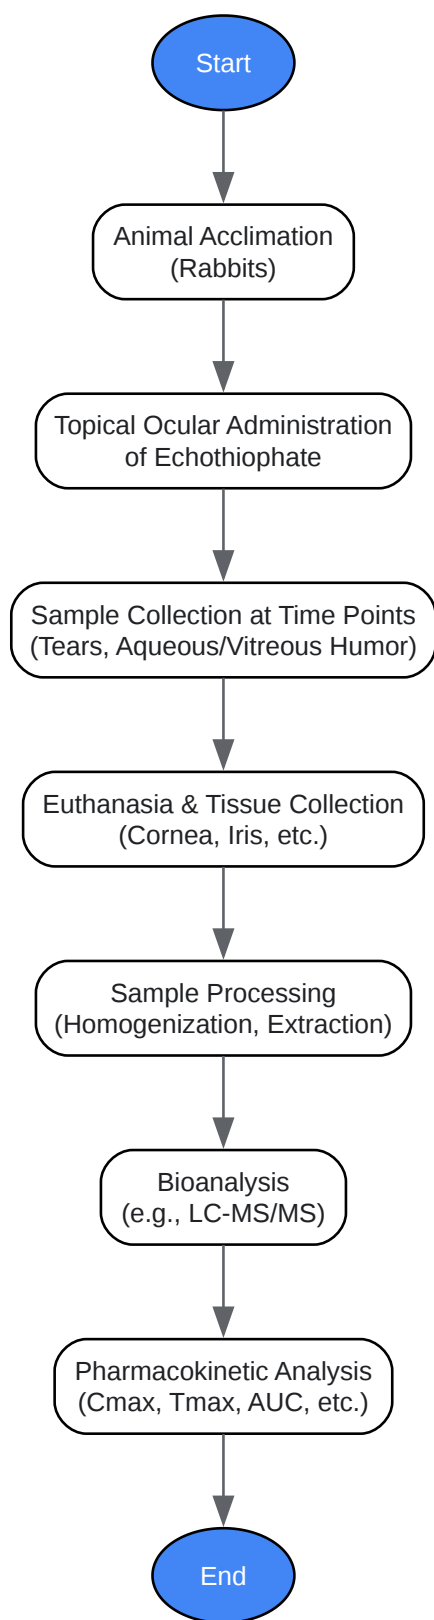 Start
Animal Acclimation
(Rabbits)
Topical Ocular Administration
of Echothiophate
Sample Collection at Time Points
(Tears, Aqueous/Vitreous Humor)
Euthanasia & Tissue Collection
(Cornea, Iris, etc.)
Sample Processing
(Homogenization, Extraction)
Bioanalysis
(e.g., LC-MS/MS)
Pharmacokinetic Analysis
(Cmax, Tmax, AUC, etc.)
End